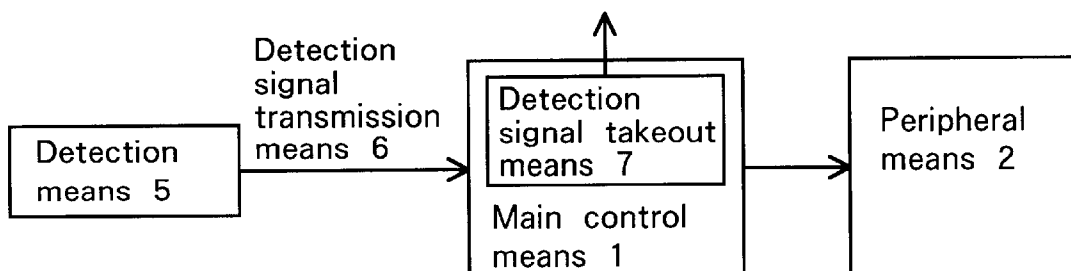 Detection
means 5
Detection
signal
transmission
means 6
Detection
signal takeout
means 7
Main control
means 1
Peripheral
means 2